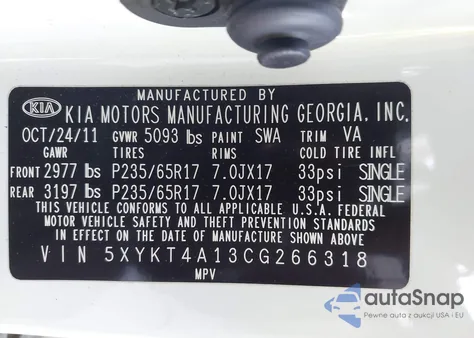 MANUFACTURED BY
KIA KIA MOTORS MANUFACTURING GEORGIA, INC.
OCT/24/11 GVWR 5093 lbs PAINT SWA TRIM VA
GAWR TIRES RIMS COLD TIRE INFL
FRONT 2977 lbs P235/65R17 7.0JX17 33psi SINGLE
REAR 3197 lbs P235/65R17 7.0JX17 33psi SINGLE
THIS VEHICLE CONFORMS TO ALL APPLICABLE U.S.A. FEDERAL
MOTOR VEHICLE SAFETY AND THEFT PREVENTION STANDARDS
IN EFFECT ON THE DATE OF MANUFACTURE SHOWN ABOVE
VIN 5XYKT4A13CG266318
MPV
autoSnap
Pewne auta z aukcji USA i EU